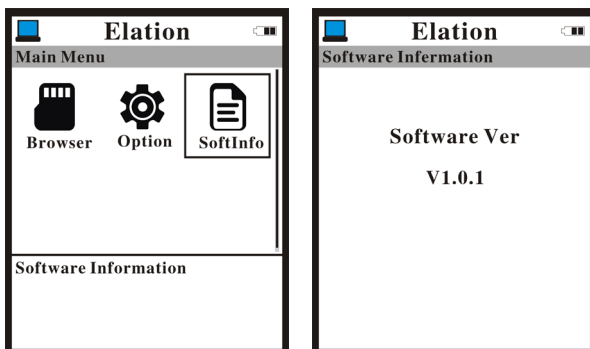 Elation
Main Menu
Browser Option SoftInfo
Software Information
Elation
Software Infermation
Software Ver
V1.0.1